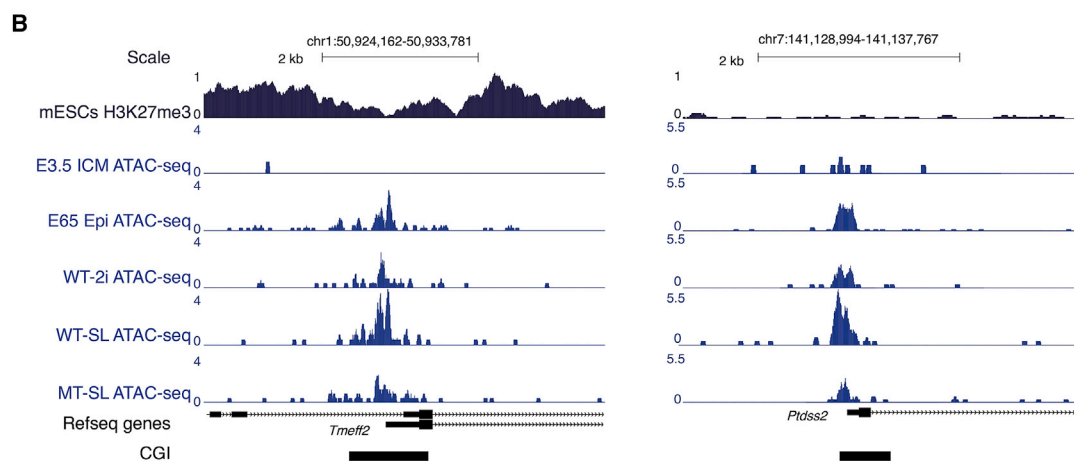 B
Scale
chr1:50,924,162-50,933,781
2 kb
chr7:141,128,994-141,137,767
2 kb
mESCs H3K27me3
1
0
1
0
E3.5 ICM ATAC-seq
4
0
5.5
0
E65 Epi ATAC-seq
4
0
5.5
0
WT-2i ATAC-seq
4
0
5.5
0
WT-SL ATAC-seq
4
0
5.5
0
MT-SL ATAC-seq
4
0
5.5
0
Refseq genes
Tmeff2
Ptdss2
CGI